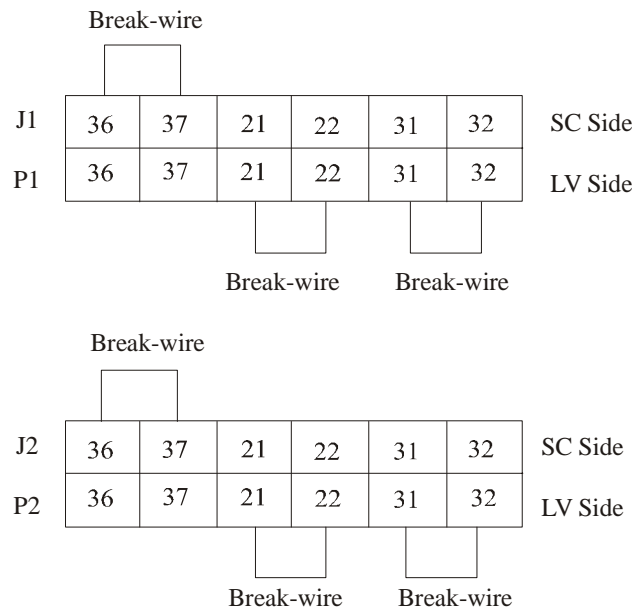 Break-wire
J1 36 37 21 22 31 32 SC Side
P1 36 37 21 22 31 32 LV Side
Break-wire Break-wire
Break-wire
J2 36 37 21 22 31 32 SC Side
P2 36 37 21 22 31 32 LV Side
Break-wire Break-wire